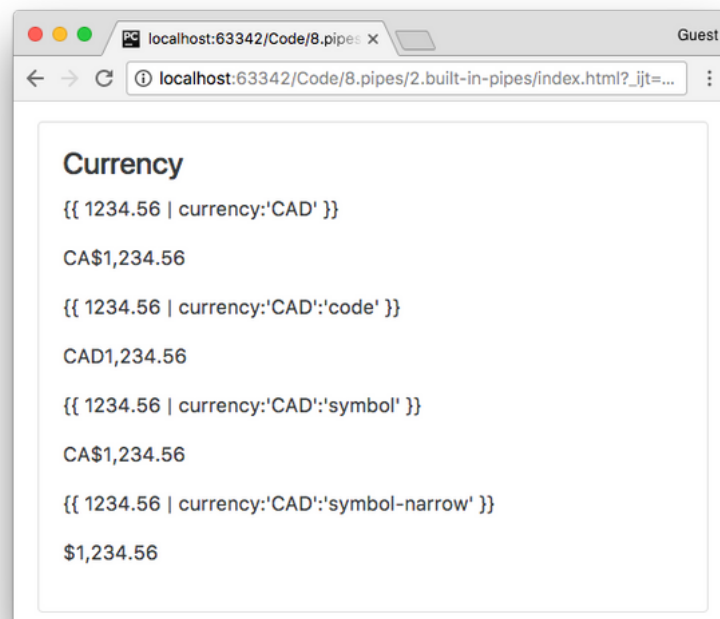 PC localhost:63342/Code/8.pipes ×
Guest
localhost:63342/Code/8.pipes/2.built-in-pipes/index.html?_ijt=...
Currency
{{ 1234.56 | currency:'CAD' }}
CA$1,234.56
{{ 1234.56 | currency:'CAD':'code' }}
CAD1,234.56
{{ 1234.56 | currency:'CAD':'symbol' }}
CA$1,234.56
{{ 1234.56 | currency:'CAD':'symbol-narrow' }}
$1,234.56